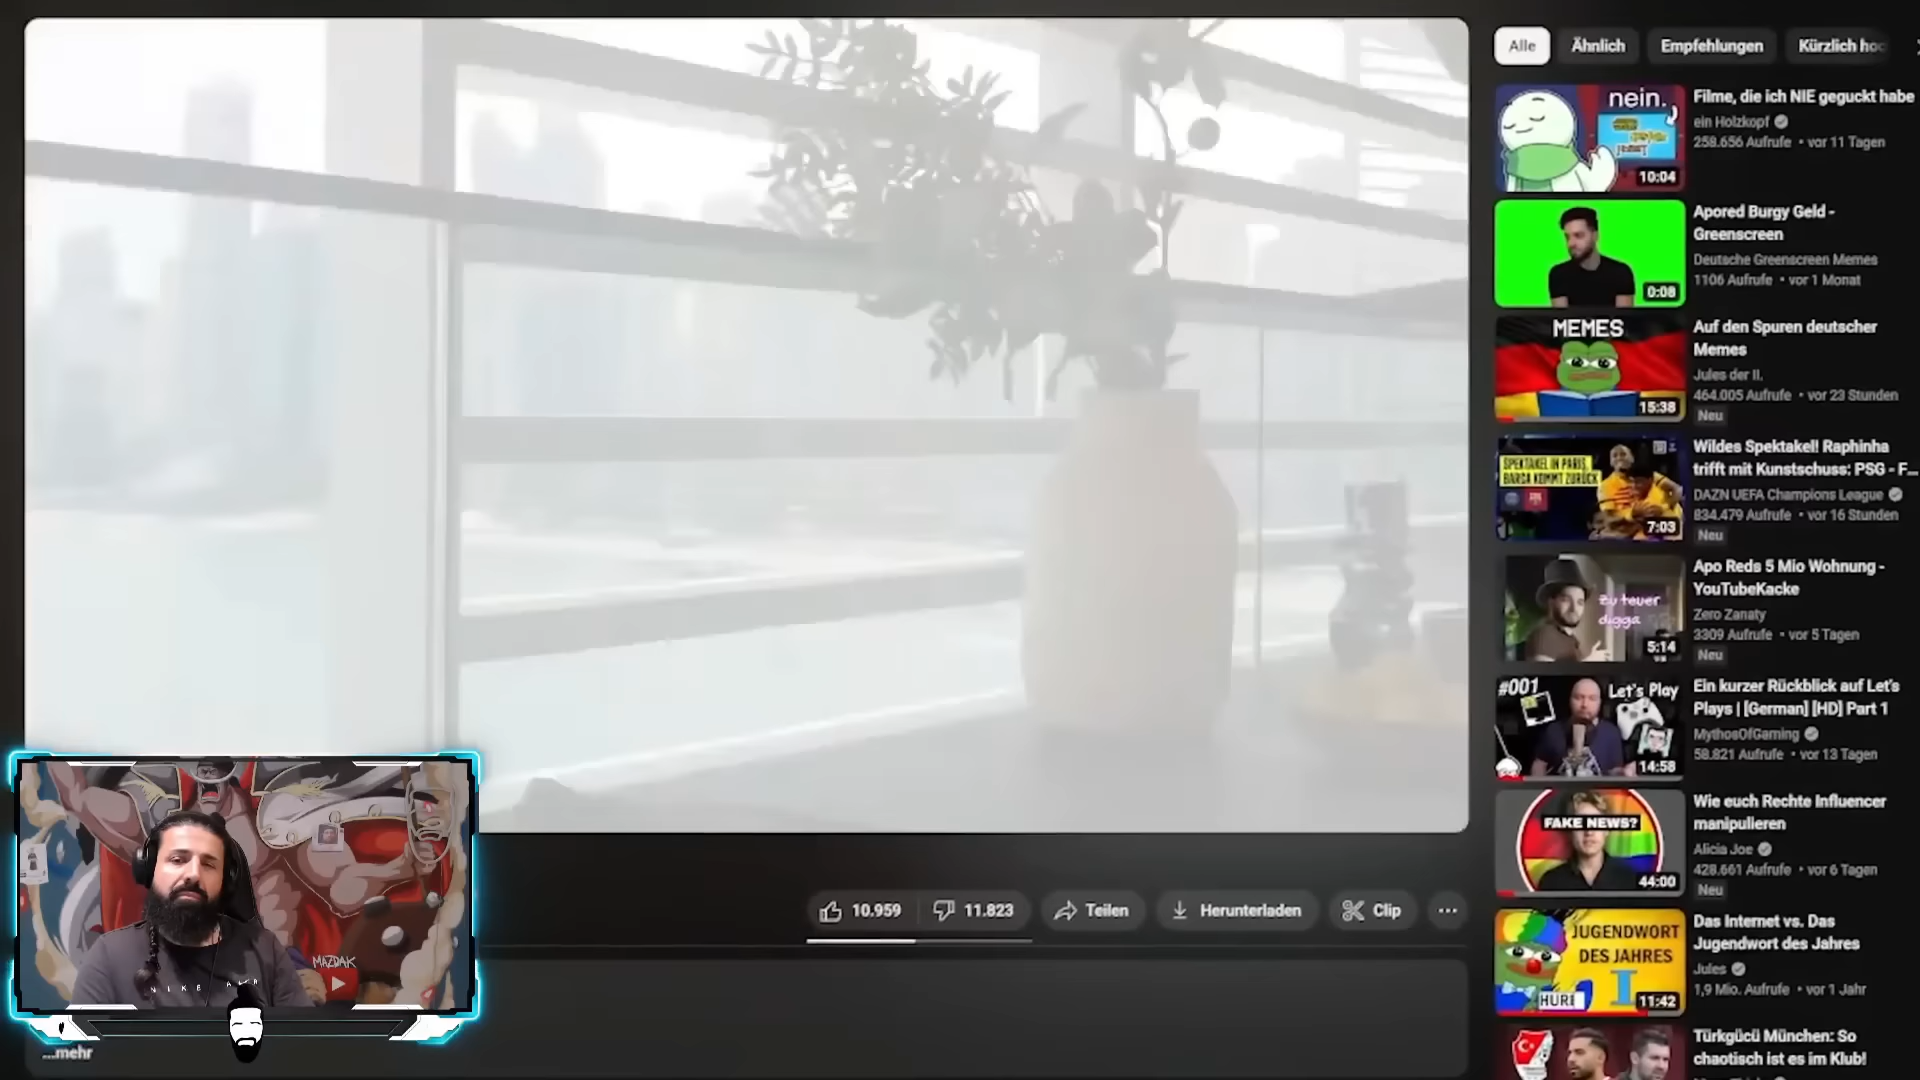 Alle
Ähnlich
Empfehlungen
nein.
10:04
Filme, die ich NIE geguckt habe
ein Holzkopf
258.656 Aufrufe • vor 11 Tagen
0:08
Apored Burgy Geld -
Greenscreen
Deutsche Greenscreen Memes
1106 Aufrufe • vor 1 Monat
MEMES
15:38
Auf den Spuren deutscher
Memes
Jules der II.
464.005 Aufrufe • vor 23 Stunden
Neu
SPEKTAKEL IN PARIS,
BARÇA KOMMT ZURÜCK
7:03
Wildes Spektakel! Raphinha
trifft mit Kunstschuss: PSG - F...
DAZN UEFA Champions League
834.479 Aufrufe • vor 16 Stunden
Neu
Zu teuer
digga
5:14
Apo Reds 5 Mio Wohnung -
YouTubeKacke
Zero Zanaty
3309 Aufrufe • vor 5 Tagen
Neu
#001
Let's Play
14:58
Ein kurzer Rückblick auf Let's
Plays | [German] [HD] Part 1
MythosOfGaming
58.821 Aufrufe • vor 13 Tagen
FAKE NEWS?
44:00
Wie euch Rechte Influencer
manipulieren
Alicia Joe
428.661 Aufrufe • vor 6 Tagen
Neu
JUGENDWORT
DES JAHRES
HURE
11:42
Das Internet vs. Das
Jugendwort des Jahres
Jules
1,9 Mio. Aufrufe • vor 1 Jahr
Türkgücü München: So
chaotisch ist es im Klub!
10.959
11.823
Teilen
Herunterladen
Clip
MAZDAK
NIKE
...mehr